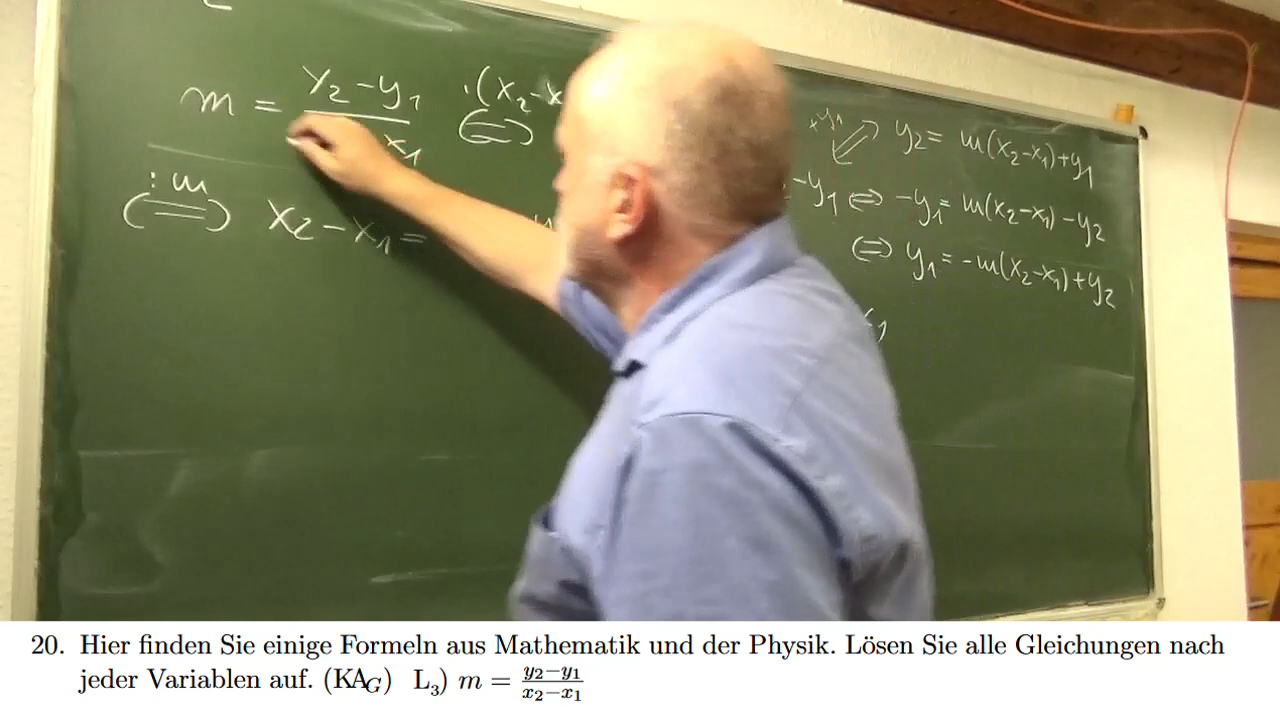 m = y₂-y₁ / x₁ ·(x₂-x ⇔
:m ⇔ x₂-x₁ =
y₂ = m(x₂-x₁)+y₁
-y₁ ⇔ -y₁ = m(x₂-x₁)-y₂
⇔ y₁ = -m(x₂-x₁)+y₂
20. Hier finden Sie einige Formeln aus Mathematik und der Physik. Lösen Sie alle Gleichungen nach
jeder Variablen auf. (KA_G) L₃) m = y₂−y₁ / x₂−x₁